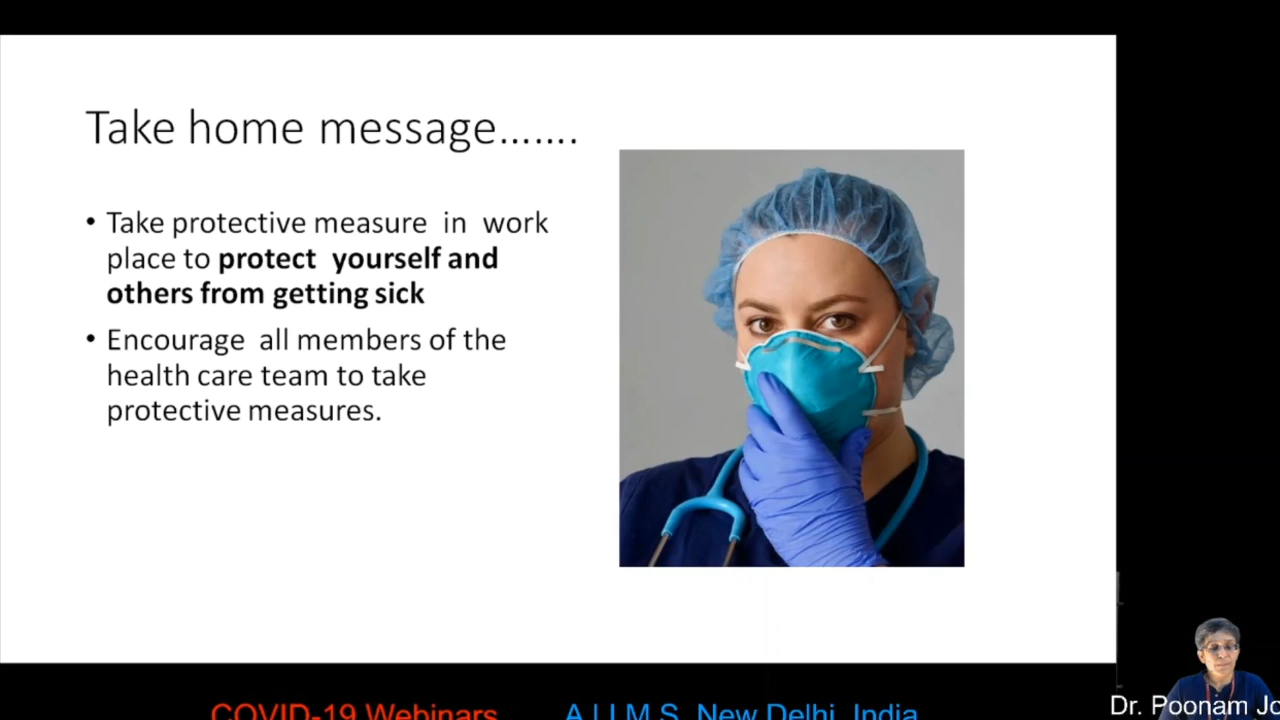 Take home message.......
• Take protective measure in work
place to protect yourself and
others from getting sick
• Encourage all members of the
health care team to take
protective measures.
COVID-19 Webinars A.I.I.M.S. New Delhi, India
Dr. Poonam Jo